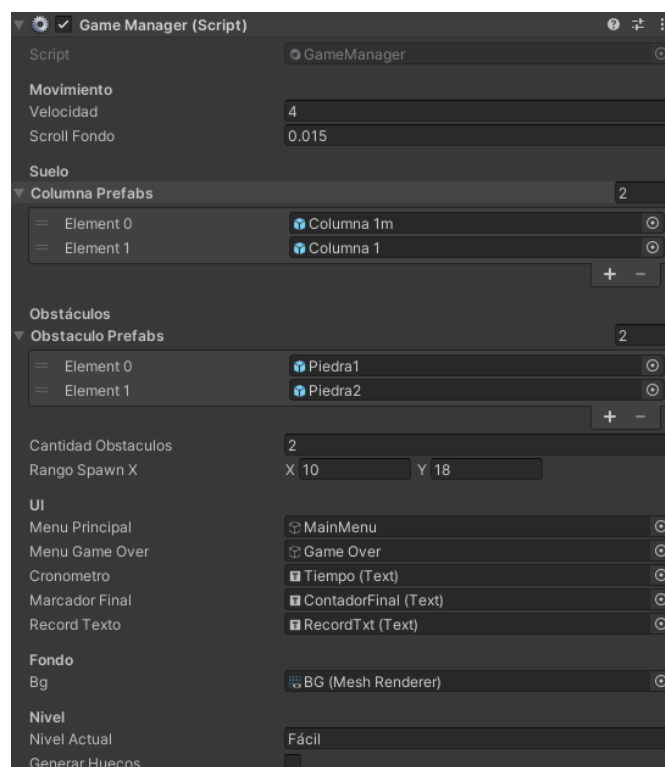 Game Manager (Script)
Script GameManager
Movimiento
Velocidad 4
Scroll Fondo 0.015
Suelo
Columna Prefabs 2
Element 0 Columna 1m
Element 1 Columna 1
+ -
Obstáculos
Obstaculo Prefabs 2
Element 0 Piedra1
Element 1 Piedra2
+ -
Cantidad Obstaculos 2
Rango Spawn X X 10 Y 18
UI
Menu Principal MainMenu
Menu Game Over Game Over
Cronometro Tiempo (Text)
Marcador Final ContadorFinal (Text)
Record Texto RecordTxt (Text)
Fondo
Bg BG (Mesh Renderer)
Nivel
Nivel Actual Fácil
Generar Huecos